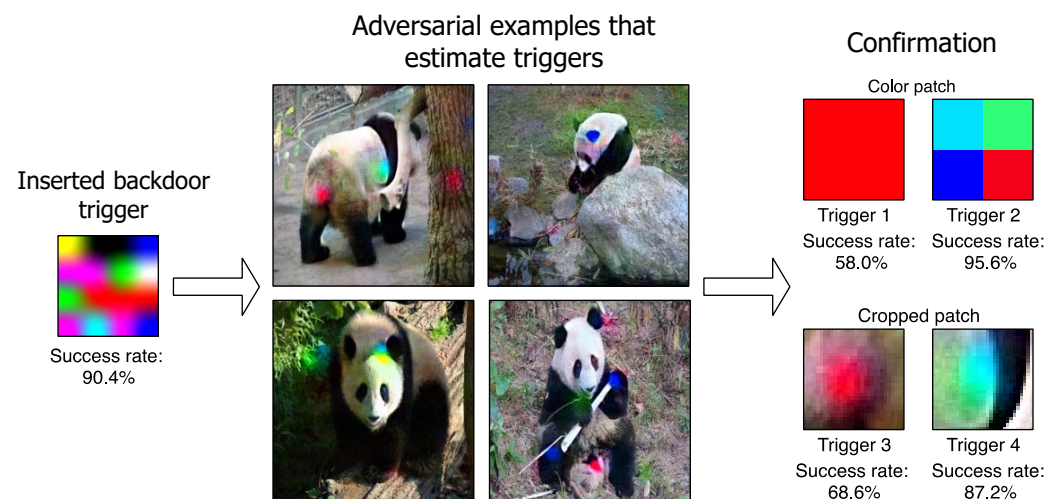 Adversarial examples that
estimate triggers
Confirmation
Inserted backdoor
trigger
Success rate:
90.4%
Color patch
Trigger 1
Success rate:
58.0%
Trigger 2
Success rate:
95.6%
Cropped patch
Trigger 3
Success rate:
68.6%
Trigger 4
Success rate:
87.2%